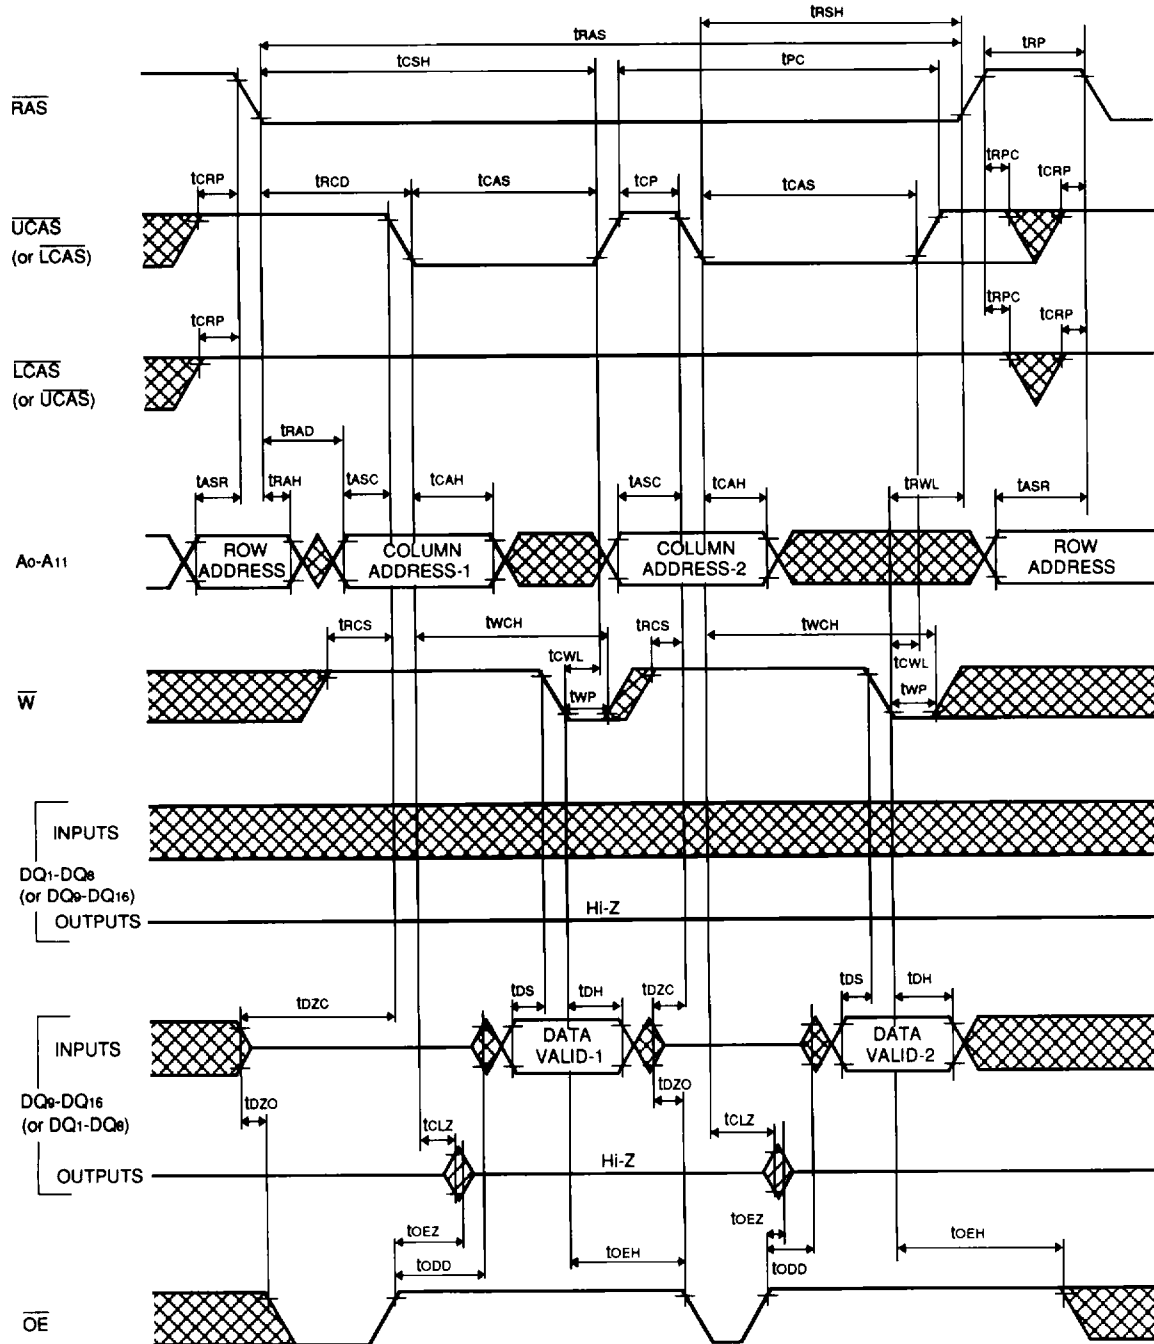 tRSH
tRAS
tRP
tCSH
tPC
RAS
tCRP
tRCD
tCAS
tCP
tCAS
tRPC
tCRP
UCAS
(or LCAS)
tCRP
tRPC
tCRP
LCAS
(or UCAS)
tRAD
tASR
tRAH
tASC
tCAH
tASC
tCAH
tRWL
tASR
A0-A11
ROW
ADDRESS
COLUMN
ADDRESS-1
COLUMN
ADDRESS-2
ROW
ADDRESS
tRCS
tWCH
tRCS
tWCH
tCWL
tCWL
tWP
tWP
W
INPUTS
DQ1-DQ8
(or DQ9-DQ16)
OUTPUTS
Hi-Z
tDZC
tDS
tDH
tDZC
tDS
tDH
INPUTS
DATA
VALID-1
DATA
VALID-2
DQ9-DQ16
(or DQ1-DQ8)
tDZO
tDZO
tCLZ
tCLZ
OUTPUTS
Hi-Z
tOEZ
tOEH
tOEZ
tOEH
tODD
tODD
OE